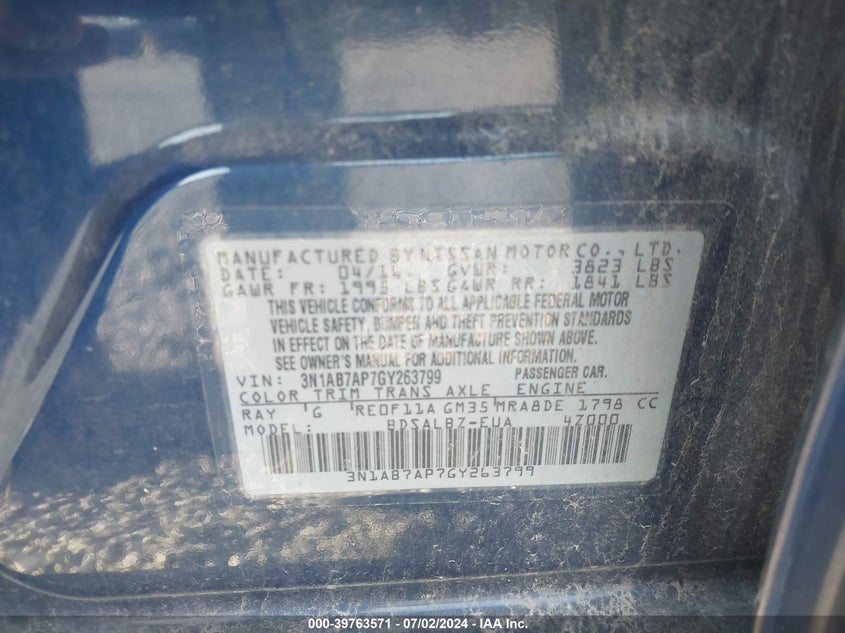 MANUFACTURED BY NISSAN MOTOR CO., LTD.
DATE: 04/16 GVWR: 3823 LBS
GAWR FR: 1995 LBS GAWR RR: 1841 LBS
THIS VEHICLE CONFORMS TO ALL APPLICABLE FEDERAL MOTOR
VEHICLE SAFETY, BUMPER AND THEFT PREVENTION STANDARDS
IN EFFECT ON THE DATE OF MANUFACTURE SHOWN ABOVE.
SEE OWNER'S MANUAL FOR ADDITIONAL INFORMATION.
VIN: 3N1AB7AP7GY263799 PASSENGER CAR.
COLOR TRIM TRANS AXLE ENGINE
RAY G RE0F11A GM35 MRA8DE 1798 CC
MODEL: BDSALBZ-EUA 4Z000
3N1AB7AP7GY263799
000-39763571 - 07/02/2024 - IAA Inc.